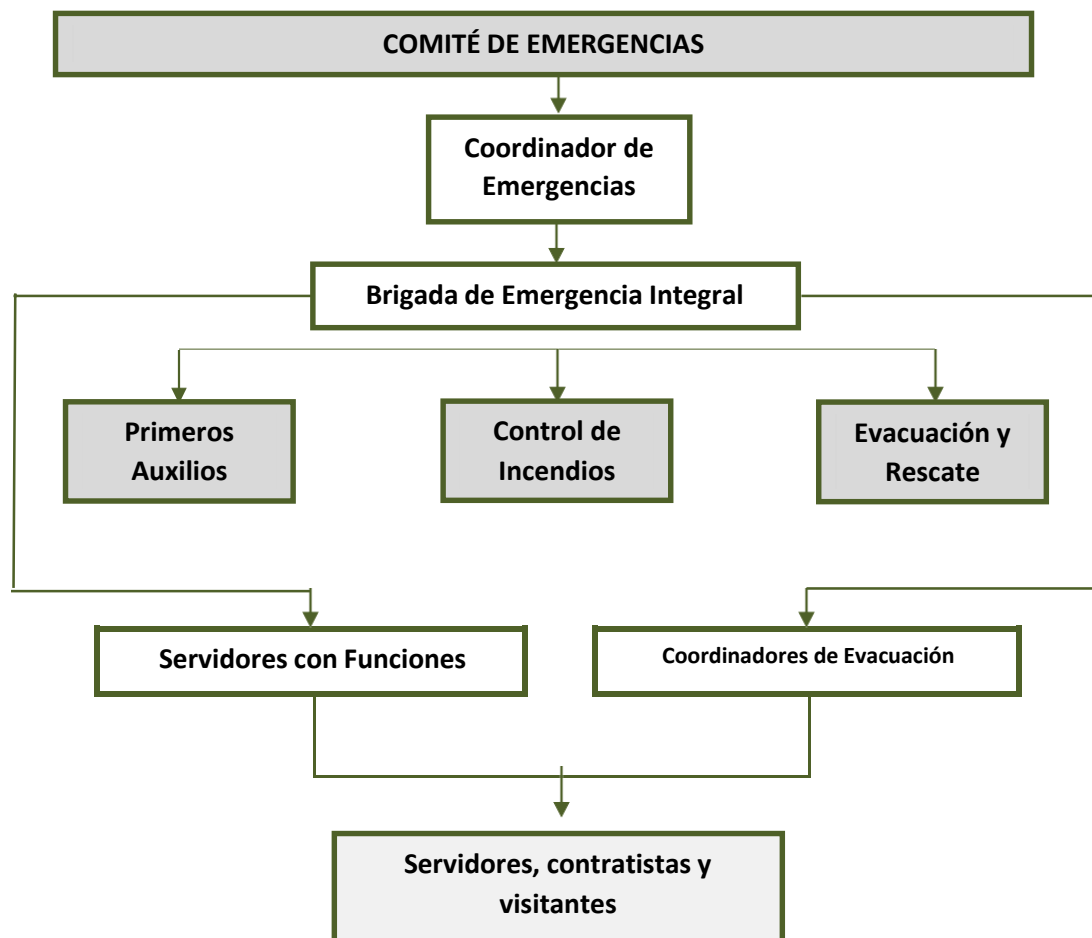 COMITÉ DE EMERGENCIAS
Coordinador de
Emergencias
Brigada de Emergencia Integral
Primeros
Auxilios
Control de
Incendios
Evacuación y
Rescate
Servidores con Funciones
Coordinadores de Evacuación
Servidores, contratistas y
visitantes